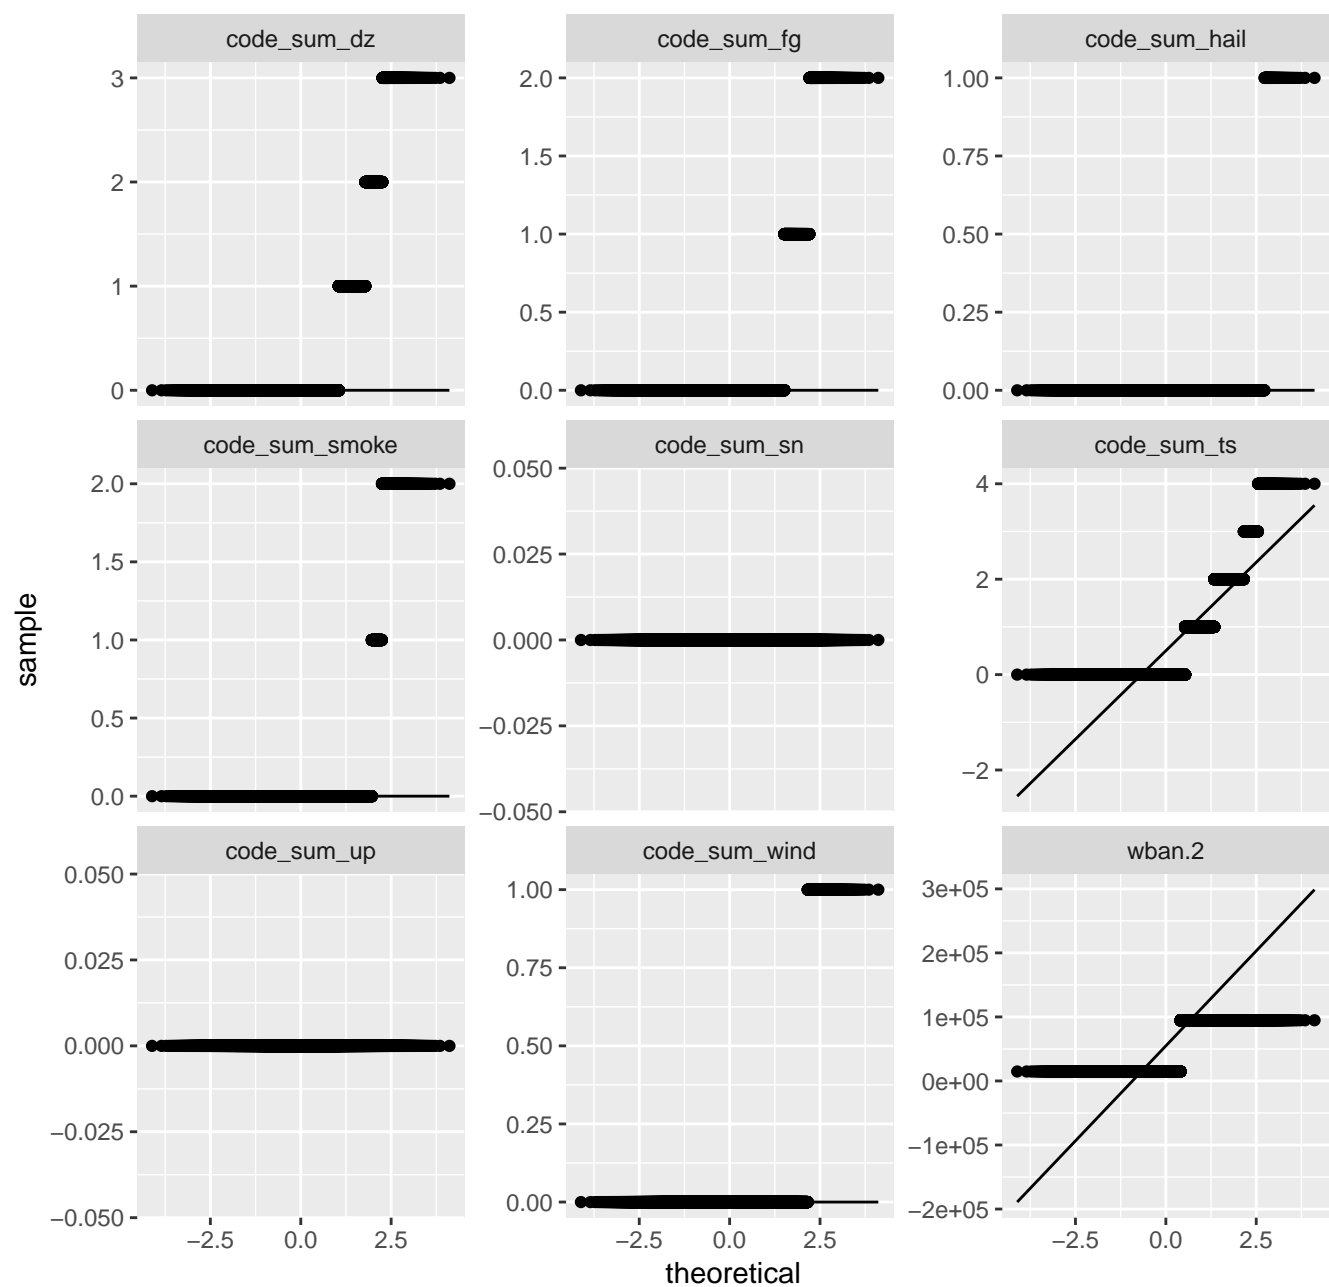 code_sum_dz
code_sum_fg
code_sum_hail
3
2
1
0
2.0
1.5
1.0
0.5
0.0
1.00
0.75
0.50
0.25
0.00
code_sum_smoke
code_sum_sn
code_sum_ts
2.0
1.5
1.0
0.5
0.0
0.050
0.025
0.000
−0.025
−0.050
4
2
0
−2
code_sum_up
code_sum_wind
wban.2
0.050
0.025
0.000
−0.025
−0.050
1.00
0.75
0.50
0.25
0.00
3e+05
2e+05
1e+05
0e+00
−1e+05
−2e+05
−2.5 0.0 2.5
−2.5 0.0 2.5
−2.5 0.0 2.5
theoretical
sample